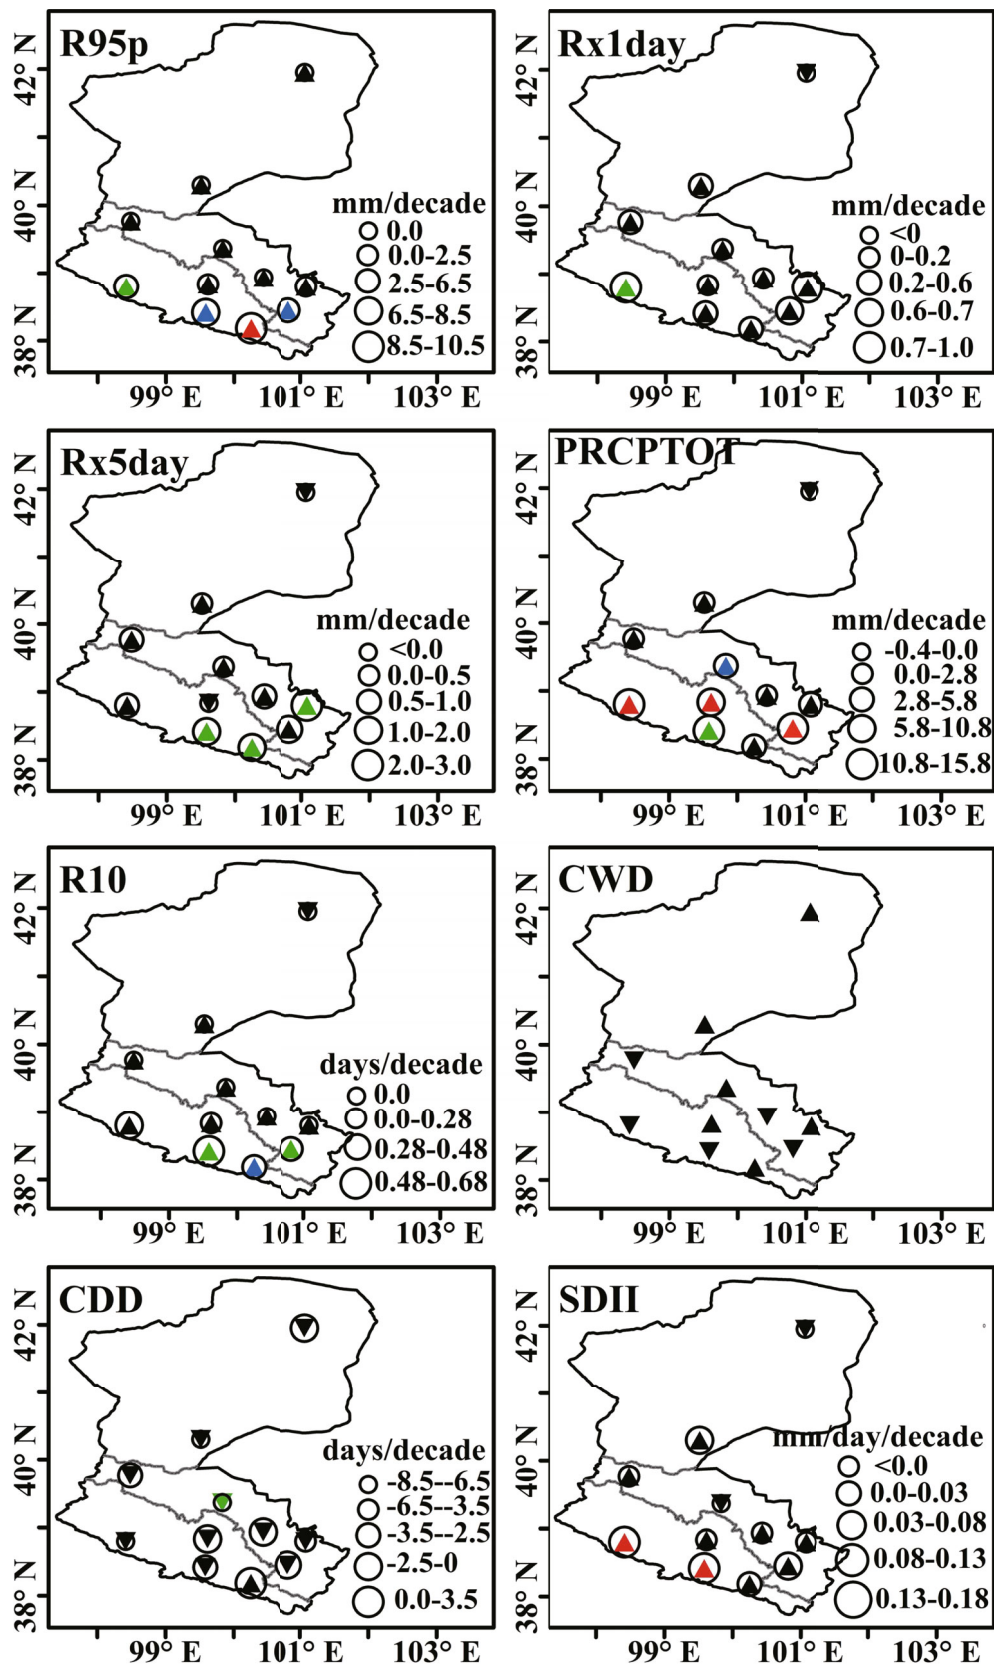 R95p
42° N
40° N
38° N
mm/decade
0.0
0.0-2.5
2.5-6.5
6.5-8.5
8.5-10.5
99° E
101° E
103° E
Rx1day
42° N
40° N
38° N
mm/decade
<0
0-0.2
0.2-0.6
0.6-0.7
0.7-1.0
99° E
101° E
103° E
Rx5day
42° N
40° N
38° N
mm/decade
<0.0
0.0-0.5
0.5-1.0
1.0-2.0
2.0-3.0
99° E
101° E
103° E
PRCPTOT
42° N
40° N
38° N
mm/decade
-0.4-0.0
0.0-2.8
2.8-5.8
5.8-10.8
10.8-15.8
99° E
101° E
103° E
R10
42° N
40° N
38° N
days/decade
0.0
0.0-0.28
0.28-0.48
0.48-0.68
99° E
101° E
103° E
CWD
42° N
40° N
38° N
99° E
101° E
103° E
CDD
42° N
40° N
38° N
days/decade
-8.5--6.5
-6.5--3.5
-3.5--2.5
-2.5-0
0.0-3.5
99° E
101° E
103° E
SDII
42° N
40° N
38° N
mm/day/decade
<0.0
0.0-0.03
0.03-0.08
0.08-0.13
0.13-0.18
99° E
101° E
103° E